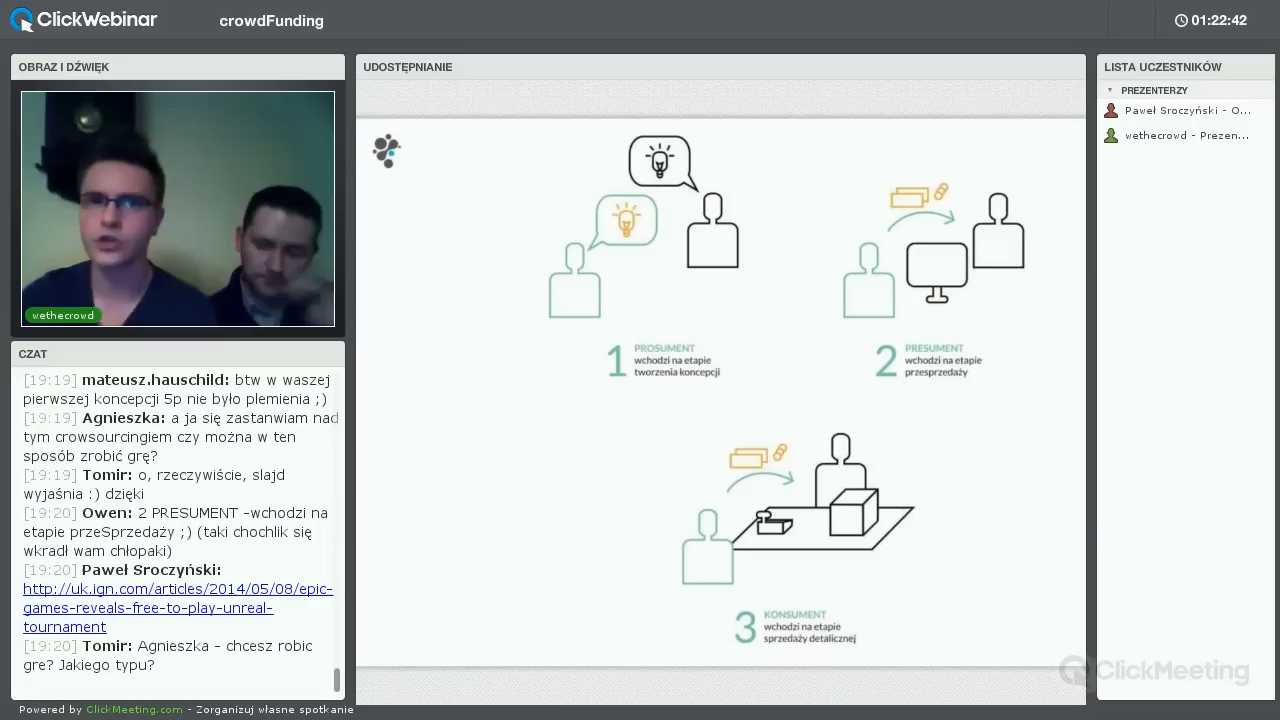 ClickWebinar
crowdFunding
01:22:42
OBRAZ I DŹWIĘK
wethecrowd
CZAT
[19:19] mateusz.hauschild: btw w waszej
pierwszej koncepcji 5p nie było plemienia ;)
[19:19] Agnieszka: a ja się zastanwiam nad
tym crowsourcingiem czy można w ten
sposób zrobić grę?
[19:19] Tomir: o, rzeczywiście, slajd
wyjaśnia :) dzięki
[19:20] Owen: 2 PRESUMENT -wchodzi na
etapie przeSprzedaży ;) (taki chochlik się
wkradł wam chłopaki)
[19:20] Paweł Sroczyński:
http://uk.ign.com/articles/2014/05/08/epic-
games-reveals-free-to-play-unreal-
tournament
[19:20] Tomir: Agnieszka - chcesz robic
gre? Jakiego typu?
Powered by ClickMeeting.com - Zorganizuj własne spotkanie
UDOSTĘPNIANIE
1 PROSUMENT
wchodzi na etapie
tworzenia koncepcji
2 PRESUMENT
wchodzi na etapie
przesprzedaży
3 KONSUMENT
wchodzi na etapie
sprzedaży detalicznej
ClickMeeting
LISTA UCZESTNIKÓW
PREZENTERZY
Paweł Sroczyński - O...
wethecrowd - Prezen...